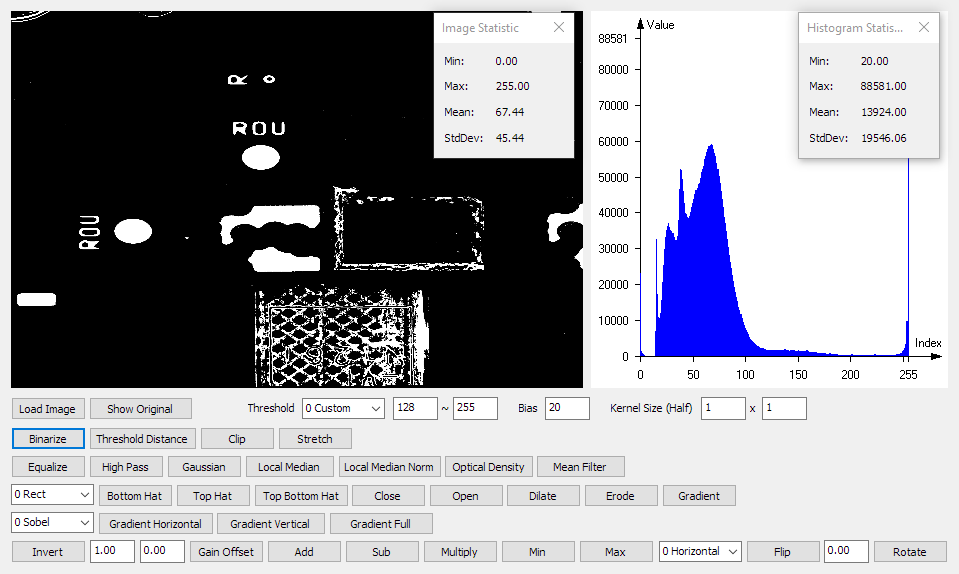 R o
ROU
ROU
Image Statistic
Min: 0.00
Max: 255.00
Mean: 67.44
StdDev: 45.44
Value
88581
80000
70000
60000
50000
40000
30000
20000
10000
0
0 50 100 150 200 255
Index
Histogram Statis...
Min: 20.00
Max: 88581.00
Mean: 13924.00
StdDev: 19546.06
Load Image Show Original Threshold 0 Custom 128 ~ 255 Bias 20 Kernel Size (Half) 1 x 1
Binarize Threshold Distance Clip Stretch
Equalize High Pass Gaussian Local Median Local Median Norm Optical Density Mean Filter
0 Rect Bottom Hat Top Hat Top Bottom Hat Close Open Dilate Erode Gradient
0 Sobel Gradient Horizontal Gradient Vertical Gradient Full
Invert 1.00 0.00 Gain Offset Add Sub Multiply Min Max 0 Horizontal Flip 0.00 Rotate